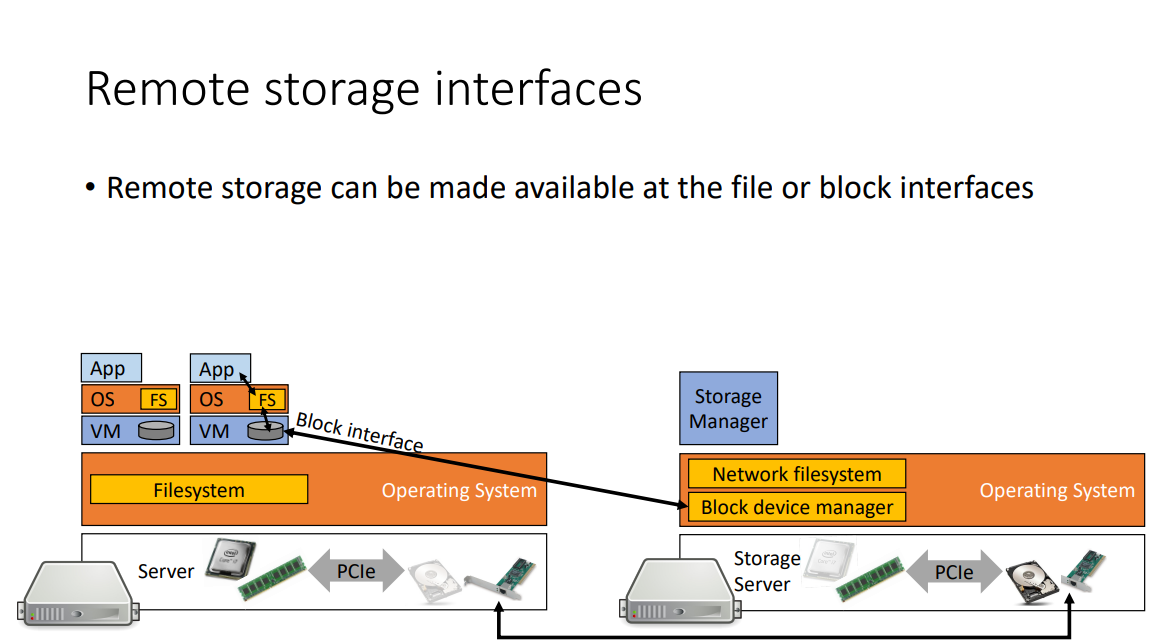 Remote storage interfaces
• Remote storage can be made available at the file or block interfaces
App
App
OS
FS
OS
FS
VM
VM
Block interface
Filesystem
Operating System
Server
PCIe
Storage
Manager
Network filesystem
Block device manager
Operating System
Storage
Server
PCIe